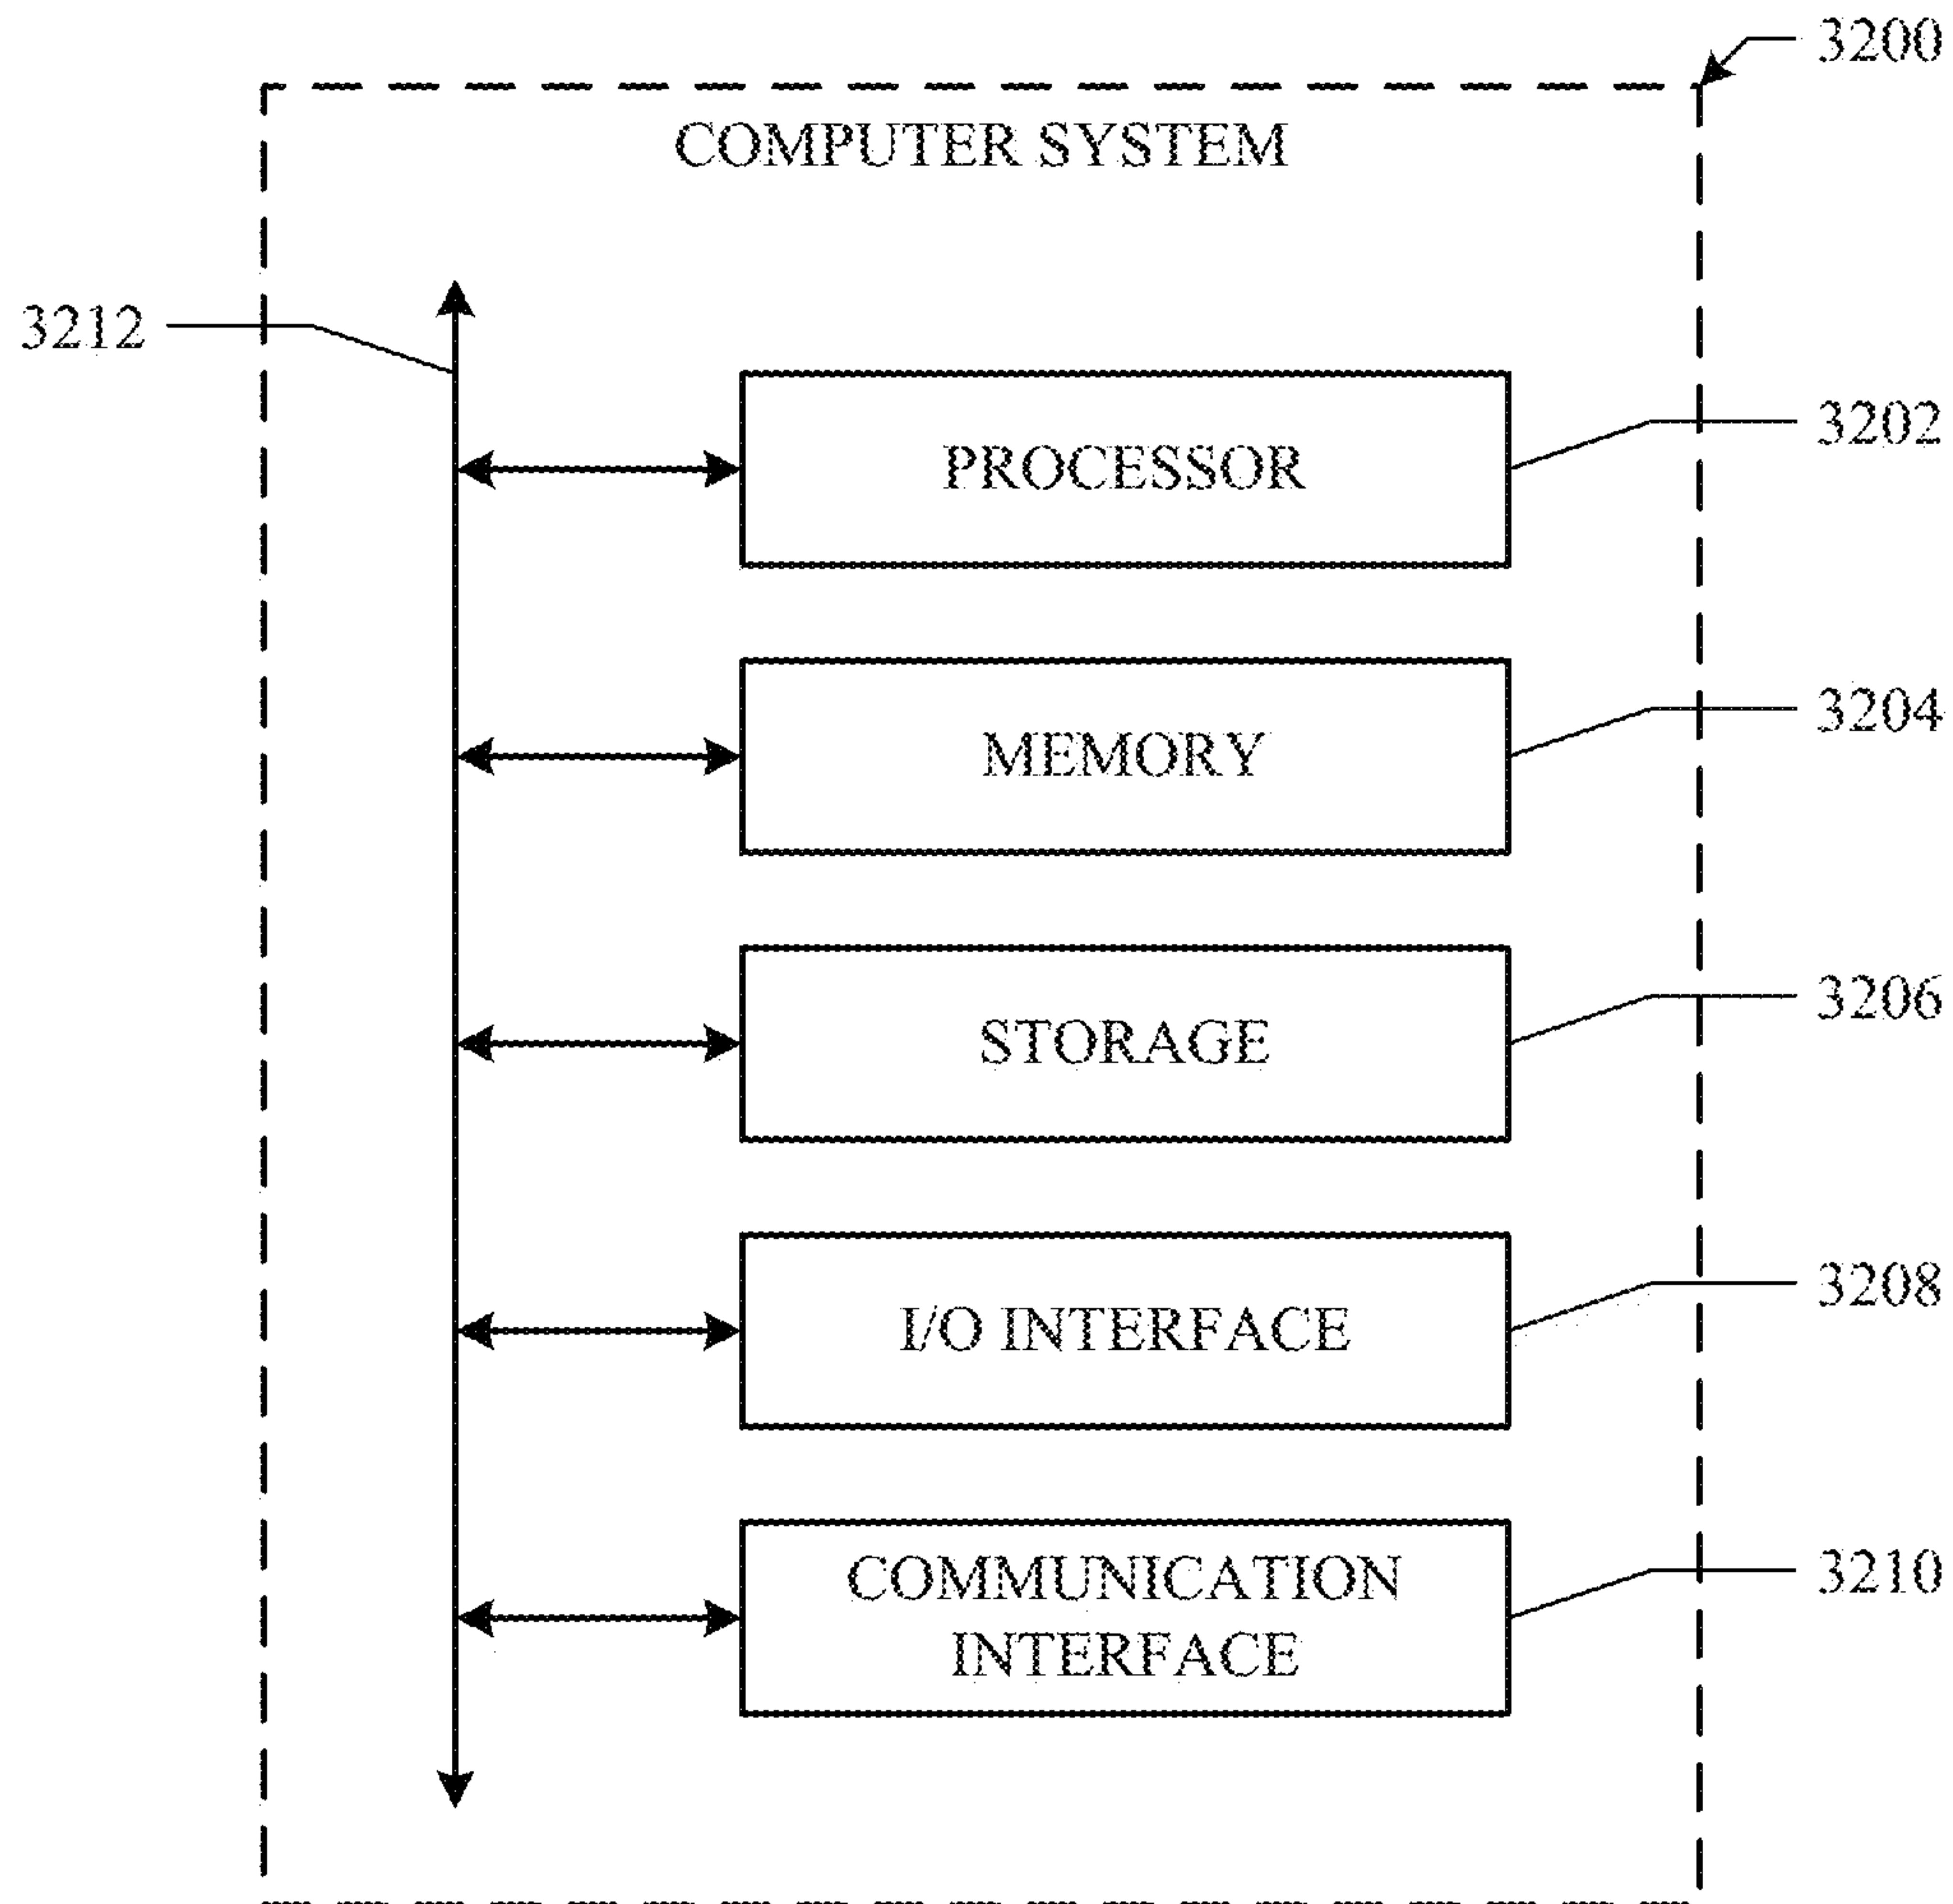 3200
COMPUTER SYSTEM
3212
3202
PROCESSOR
3204
MEMORY
3206
STORAGE
3208
I/O INTERFACE
3210
COMMUNICATION
INTERFACE